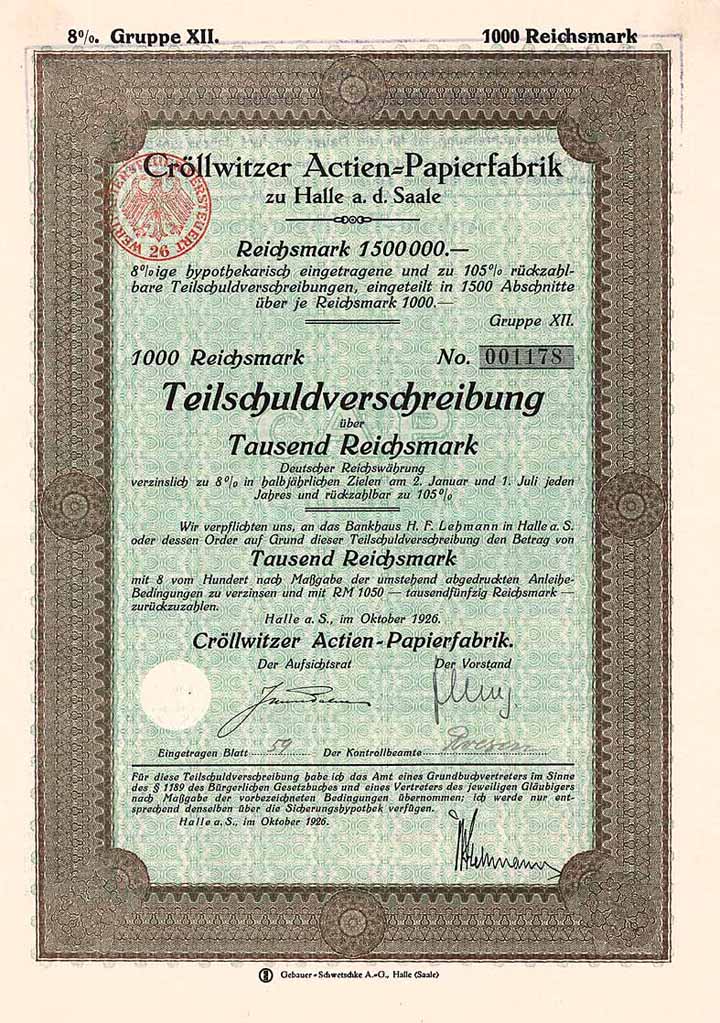 8%. Gruppe XII. 1000 Reichsmark
Cröllwitzer Actien=Papierfabrik
zu Halle a. d. Saale
Reichsmark 1500000.—
8%ige hypothekarisch eingetragene und zu 105% rückzahl-
bare Teilschuldverschreibungen, eingeteilt in 1500 Abschnitte
über je Reichsmark 1000.—
Gruppe XII.
1000 Reichsmark No. 001178
Teilschuldverschreibung
über
Tausend Reichsmark
Deutscher Reichswährung
verzinslich zu 8% in halbjährlichen Zielen am 2. Januar und 1. Juli jeden
Jahres und rückzahlbar zu 105%
Wir verpflichten uns, an das Bankhaus H. F. Lehmann in Halle a. S.
oder dessen Order auf Grund dieser Teilschuldverschreibung den Betrag von
Tausend Reichsmark
mit 8 vom Hundert nach Maßgabe der umstehend abgedruckten Anleihe-
Bedingungen zu verzinsen und mit RM 1050 — tausendfünfzig Reichsmark —
zurückzuzahlen.
Halle a. S., im Oktober 1926.
Cröllwitzer Actien-Papierfabrik.
Der Aufsichtsrat Der Vorstand
Eingetragen Blatt 59 Der Kontrollbeamte
Für diese Teilschuldverschreibung habe ich das Amt eines Grundbuchvertreters im Sinne
des § 1189 des Bürgerlichen Gesetzbuches und eines Vertreters des jeweiligen Gläubigers
nach Maßgabe der vorbezeichneten Bedingungen übernommen; ich werde nur ent-
sprechend denselben über die Sicherungshypothek verfügen.
Halle a. S., im Oktober 1926.
HLehmann
Gebauer=Schwetschke A.=G., Halle (Saale)